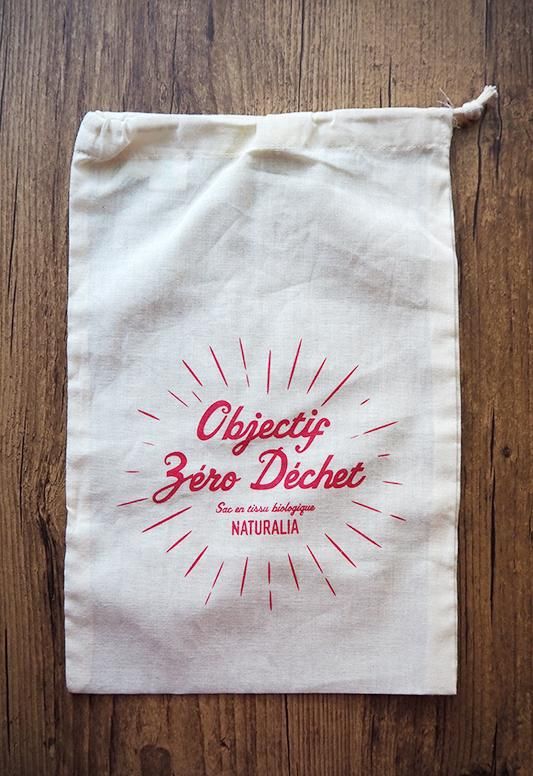 Objectif
Zéro Déchet
Sac en tissu biologique
NATURALIA